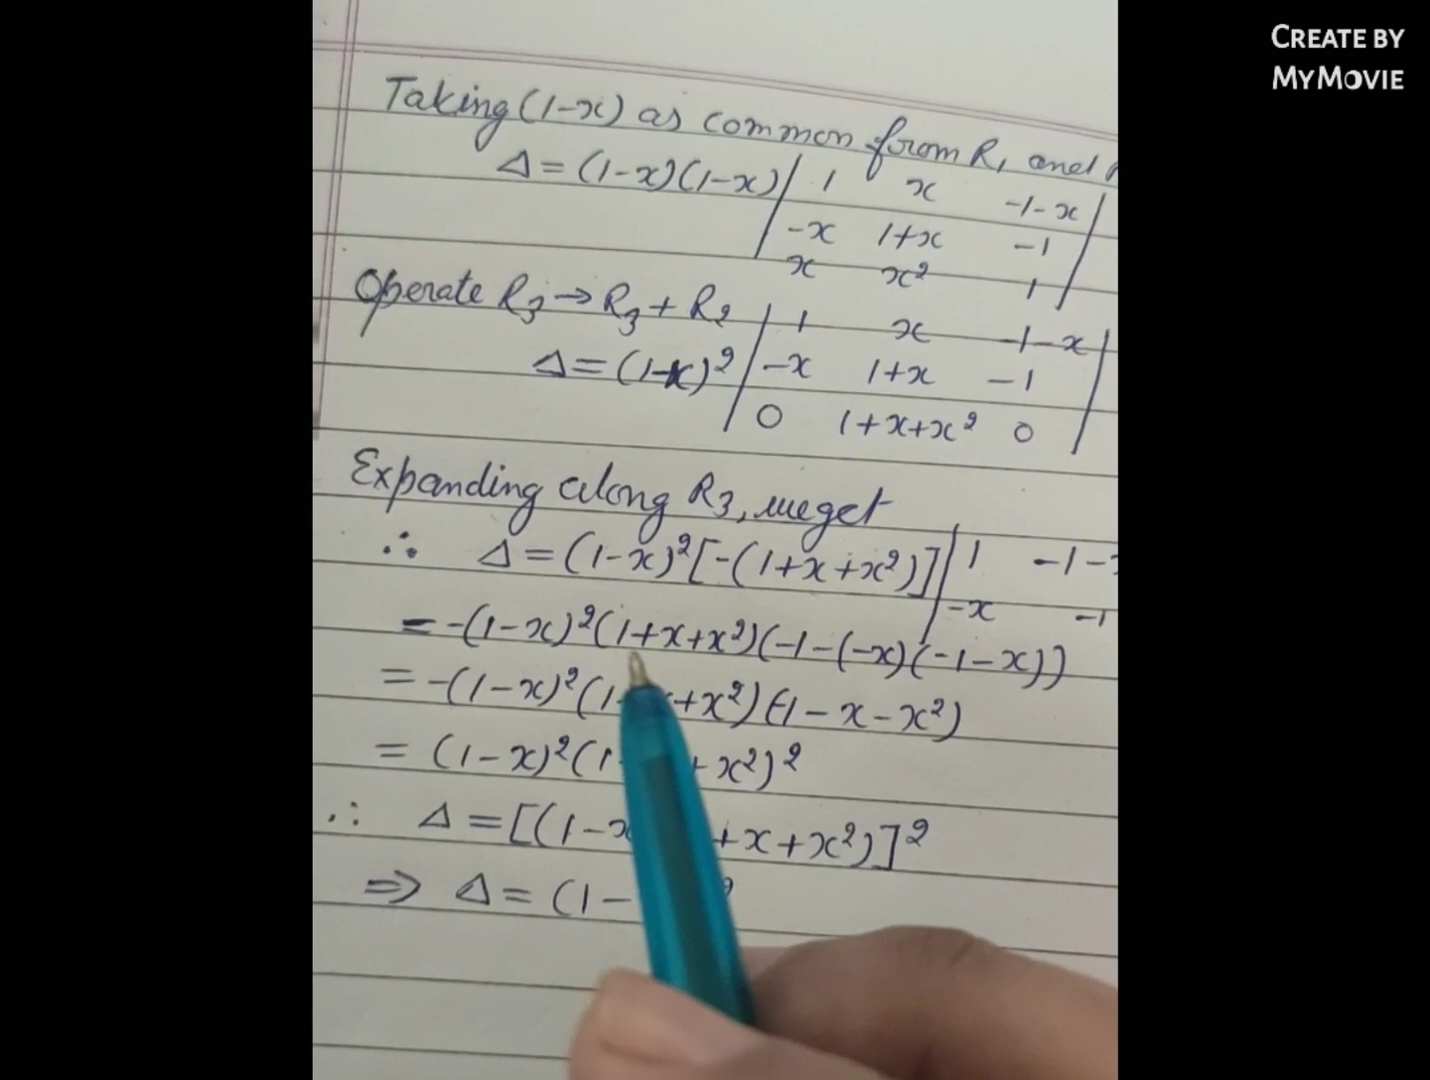 CREATE BY
MYMOVIE
Taking (1-x) as common from R₁ and
Δ = (1-x)(1-x) | 1 x -1-x |
-x 1+x -1
x x² 1
Operate R₃ → R₃ + R₂ | 1 x -1-x |
Δ = (1-x)² | -x 1+x -1
0 1+x+x² 0
Expanding along R₃, we get
∴ Δ = (1-x)²[-(1+x+x²)] | 1 -1-
-x -1
= -(1-x)²(1+x+x²)(-1-(-x)(-1-x))
= -(1-x)²(1 +x²)(-1-x-x²)
= (1-x)²(1 +x²)²
∴ Δ = [(1-x +x+x²)]²
⇒ Δ = (1-